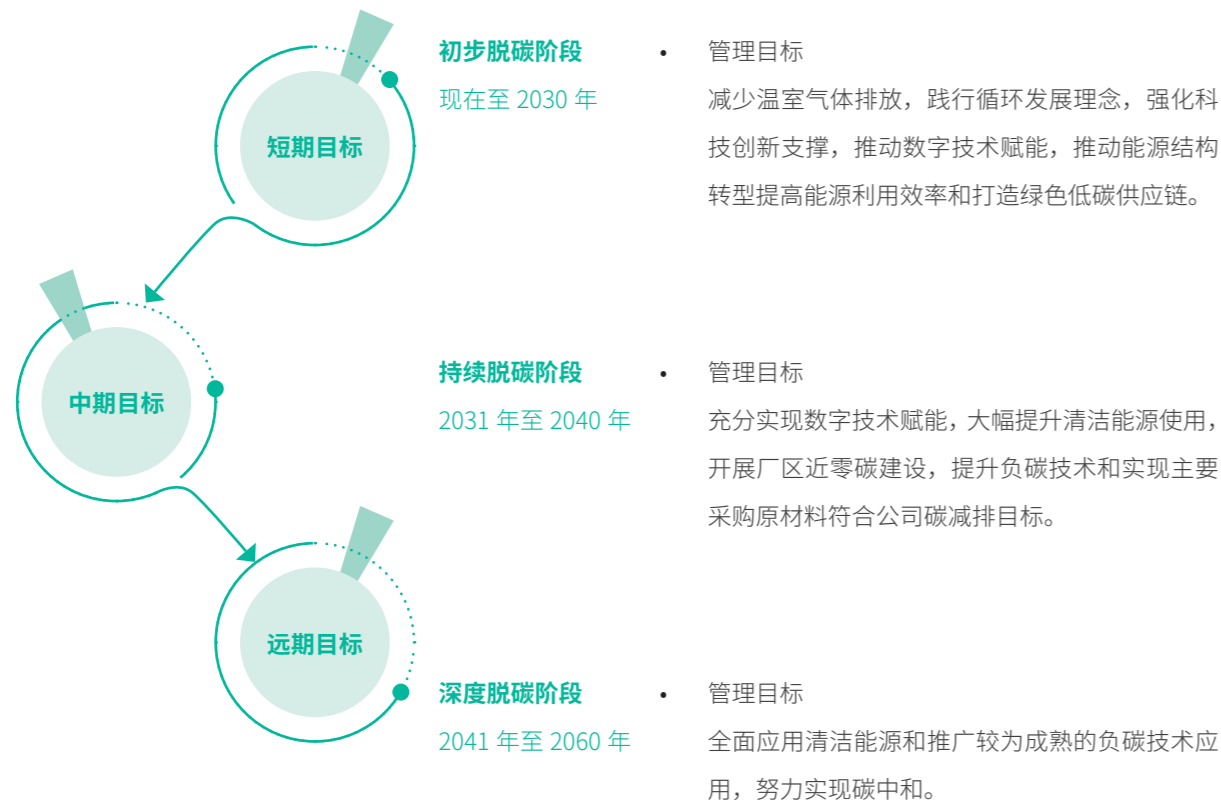 短期目标
初步脱碳阶段
现在至 2030 年
• 管理目标
减少温室气体排放，践行循环发展理念，强化科
技创新支撑，推动数字技术赋能，推动能源结构
转型提高能源利用效率和打造绿色低碳供应链。
中期目标
持续脱碳阶段
2031 年至 2040 年
• 管理目标
充分实现数字技术赋能，大幅提升清洁能源使用，
开展厂区近零碳建设，提升负碳技术和实现主要
采购原材料符合公司碳减排目标。
远期目标
深度脱碳阶段
2041 年至 2060 年
• 管理目标
全面应用清洁能源和推广较为成熟的负碳技术应
用，努力实现碳中和。